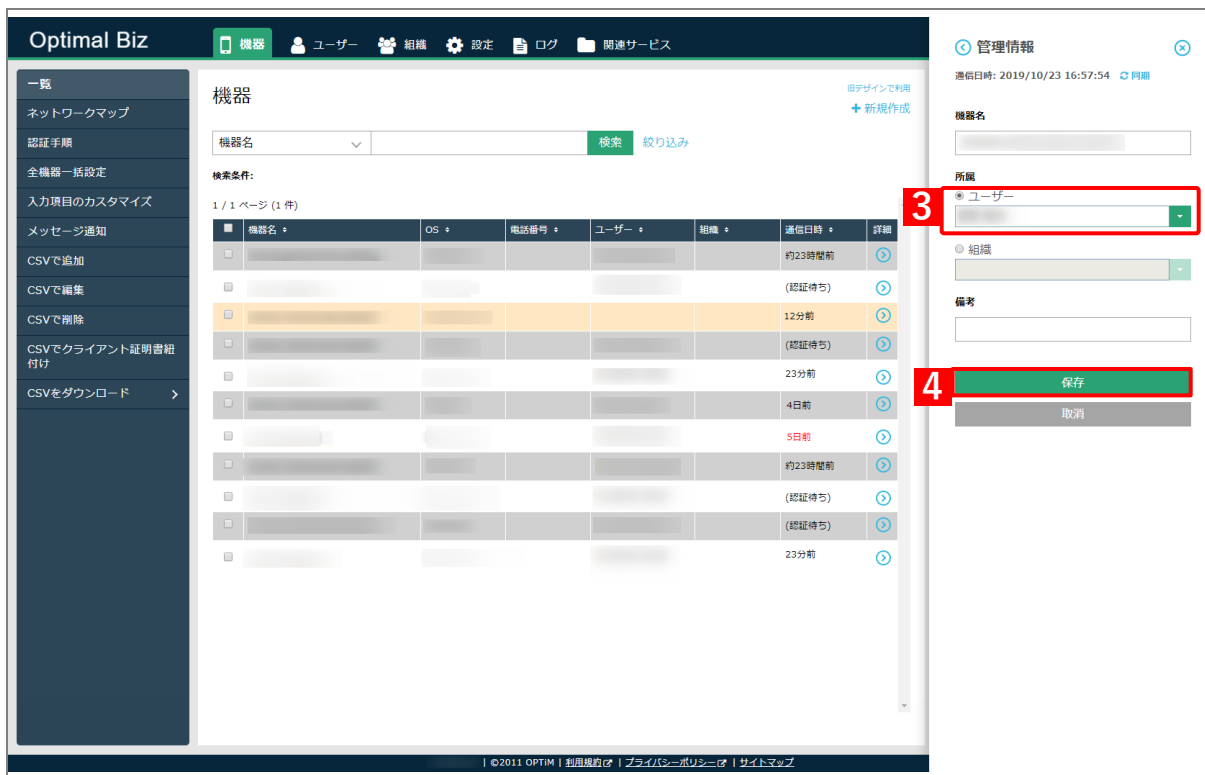 Optimal Biz
機器 ユーザー 組織 設定 ログ 関連サービス
一覧
ネットワークマップ
認証手順
全機器一括設定
入力項目のカスタマイズ
メッセージ通知
CSVで追加
CSVで編集
CSVで削除
CSVでクライアント証明書紐
付け
CSVをダウンロード
機器
旧デザインで利用
新規作成
機器名 検索 絞り込み
検索条件:
1 / 1 ページ (1 件)
機器名 OS 電話番号 ユーザー 組織 通信日時 詳細
約23時間前
(認証待ち)
12分前
(認証待ち)
23分前
4日前
5日前
約23時間前
(認証待ち)
(認証待ち)
23分前
管理情報
通信日時: 2019/10/23 16:57:54 同期
機器名
所属
3
ユーザー
組織
備考
4
保存
取消
| ©2011 OPTiM | 利用規約 | プライバシーポリシー | サイトマップ